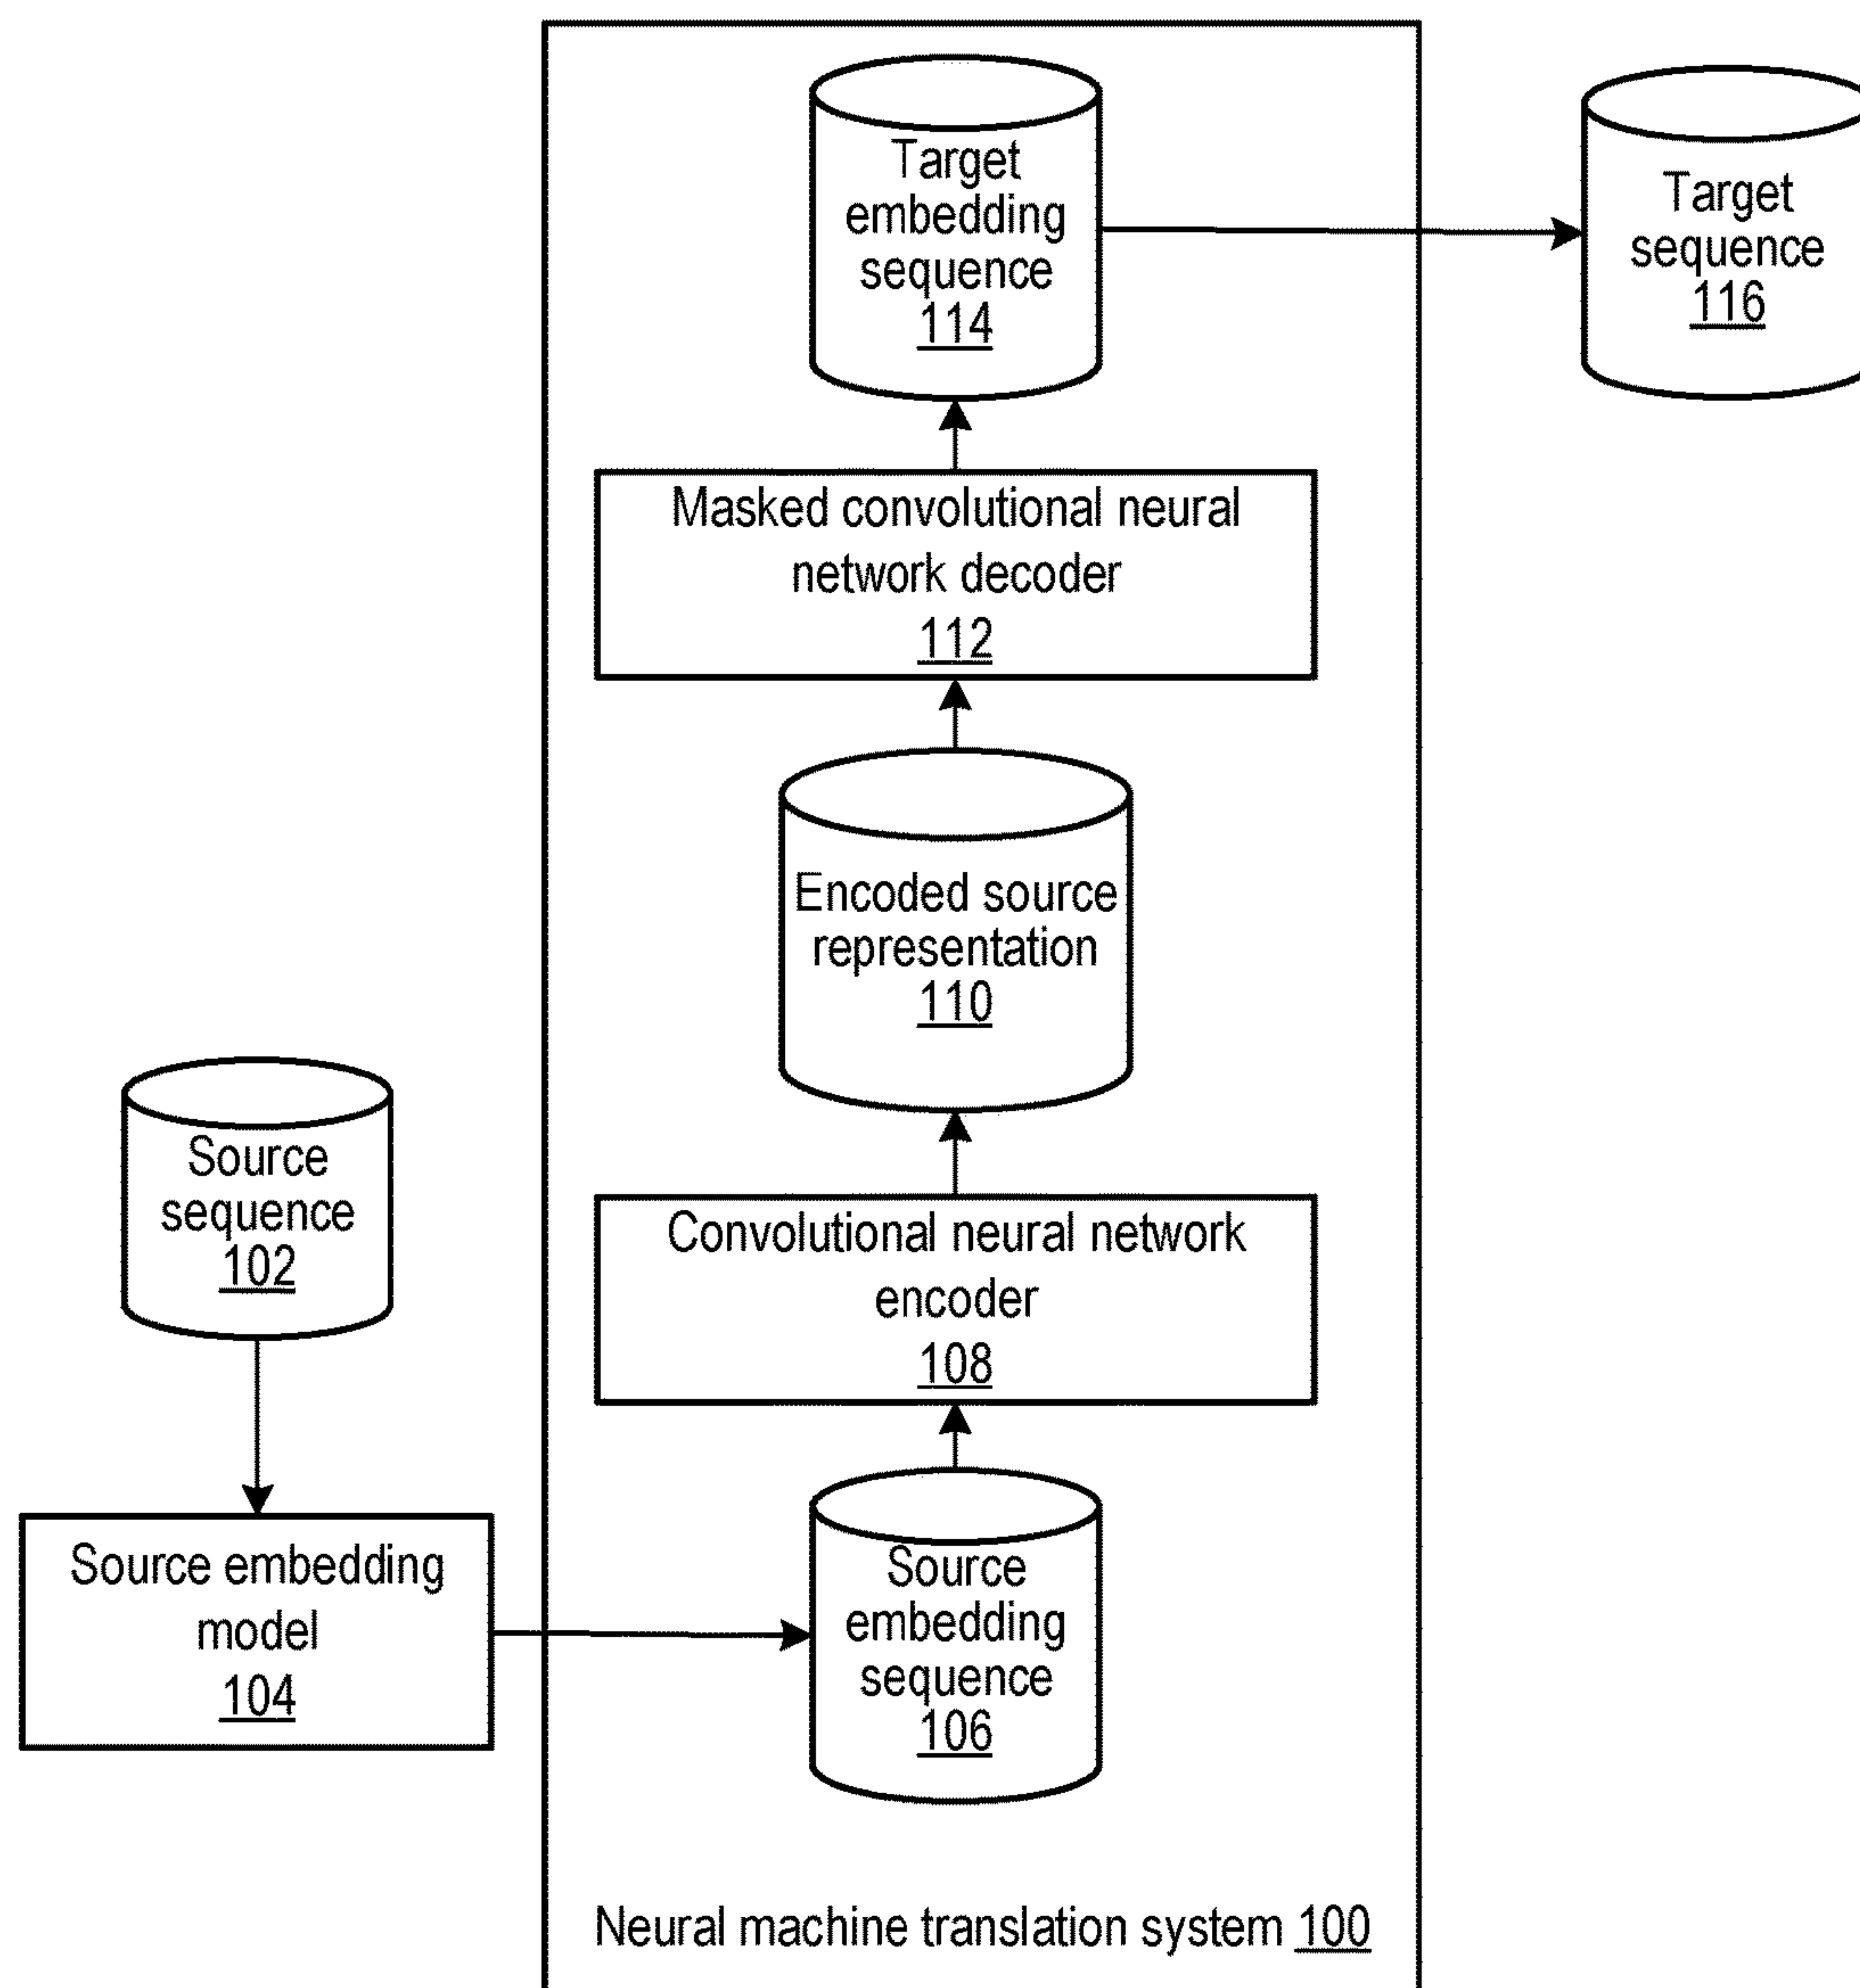 Target
embedding
sequence
114
Target
sequence
116
Masked convolutional neural
network decoder
112
Encoded source
representation
110
Source
sequence
102
Convolutional neural network
encoder
108
Source embedding
model
104
Source
embedding
sequence
106
Neural machine translation system 100